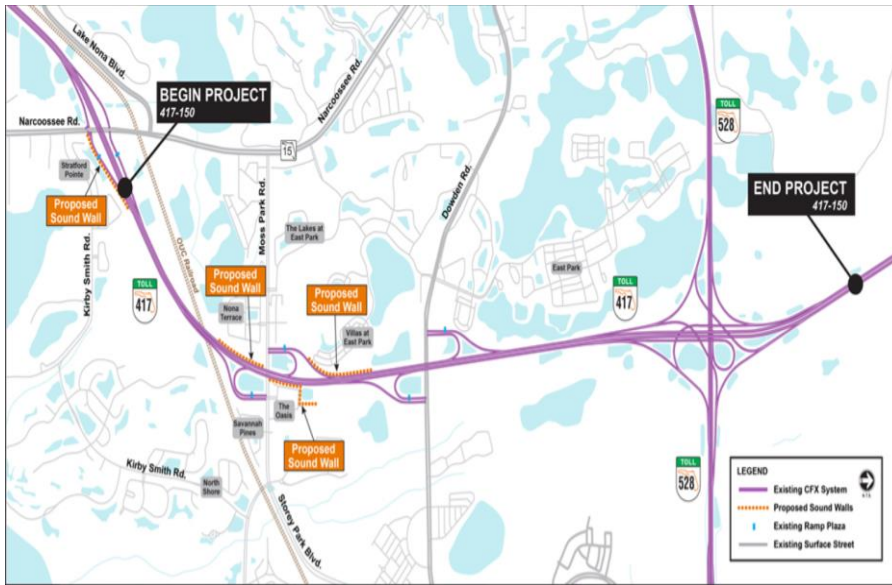 Lake Nona Blvd.
BEGIN PROJECT
417-150
Narcoossee Rd.
Narcoossee Rd.
15
TOLL
528
END PROJECT
417-150
Stratford
Pointe
Proposed
Sound Wall
Kirby Smith Rd.
OUC Railroad
Moss Park Rd.
The Lakes at
East Park
Dowden Rd.
East Park
TOLL
417
TOLL
417
Proposed
Sound Wall
Nona
Terrace
Proposed
Sound Wall
Villas at
East Park
The Oasis
Savannah
Pines
Proposed
Sound Wall
Kirby Smith Rd.
North
Shore
Storey Park Blvd.
TOLL
528
LEGEND
Existing CFX System
Proposed Sound Walls
Existing Ramp Plaza
Existing Surface Street